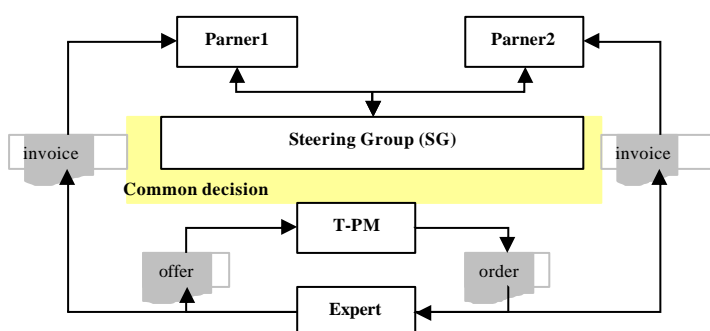 Parner1
Parner2
Steering Group (SG)
invoice
invoice
Common decision
T-PM
offer
order
Expert